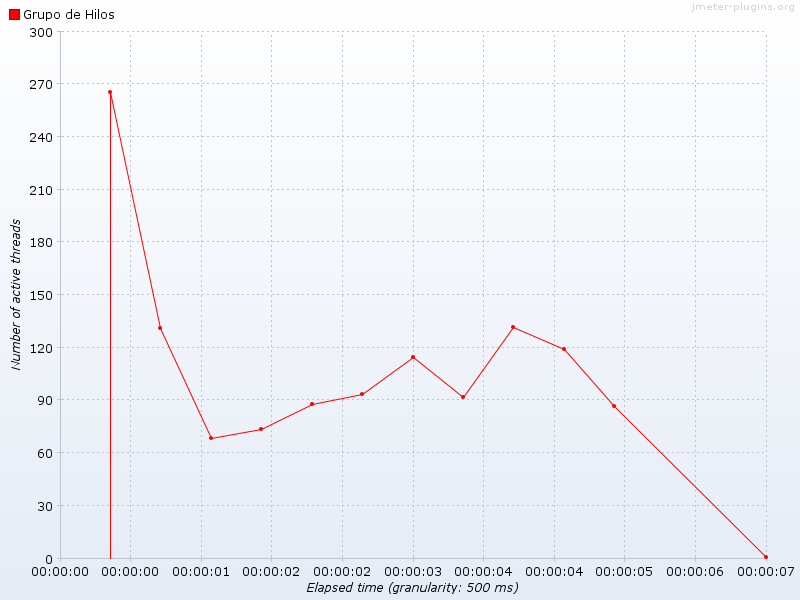 jmeter-plugins.org
Grupo de Hilos
300
270
240
210
180
150
120
90
60
30
0
Number of active threads
00:00:00 00:00:00 00:00:01 00:00:02 00:00:02 00:00:03 00:00:04 00:00:04 00:00:05 00:00:06 00:00:07
Elapsed time (granularity: 500 ms)